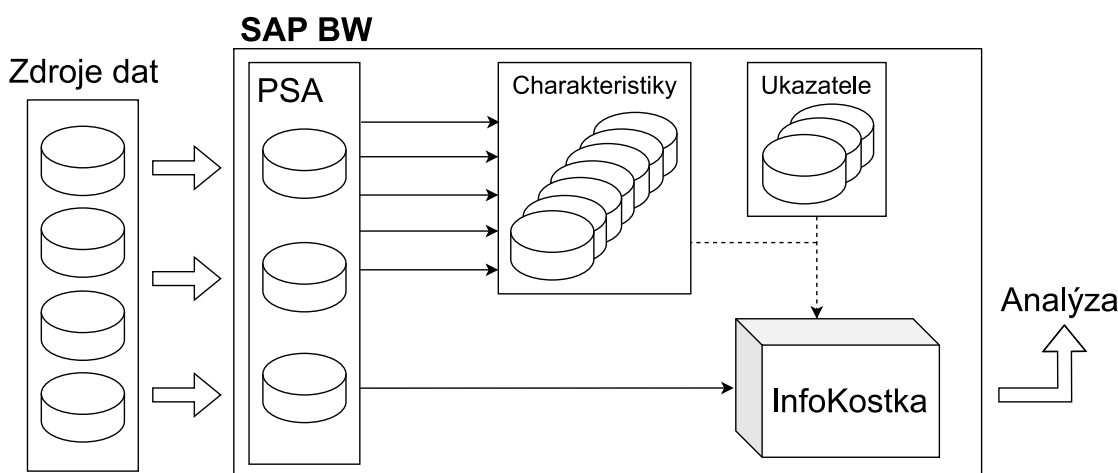 SAP BW
Zdroje dat
PSA
Charakteristiky
Ukazatele
Analýza
InfoKostka